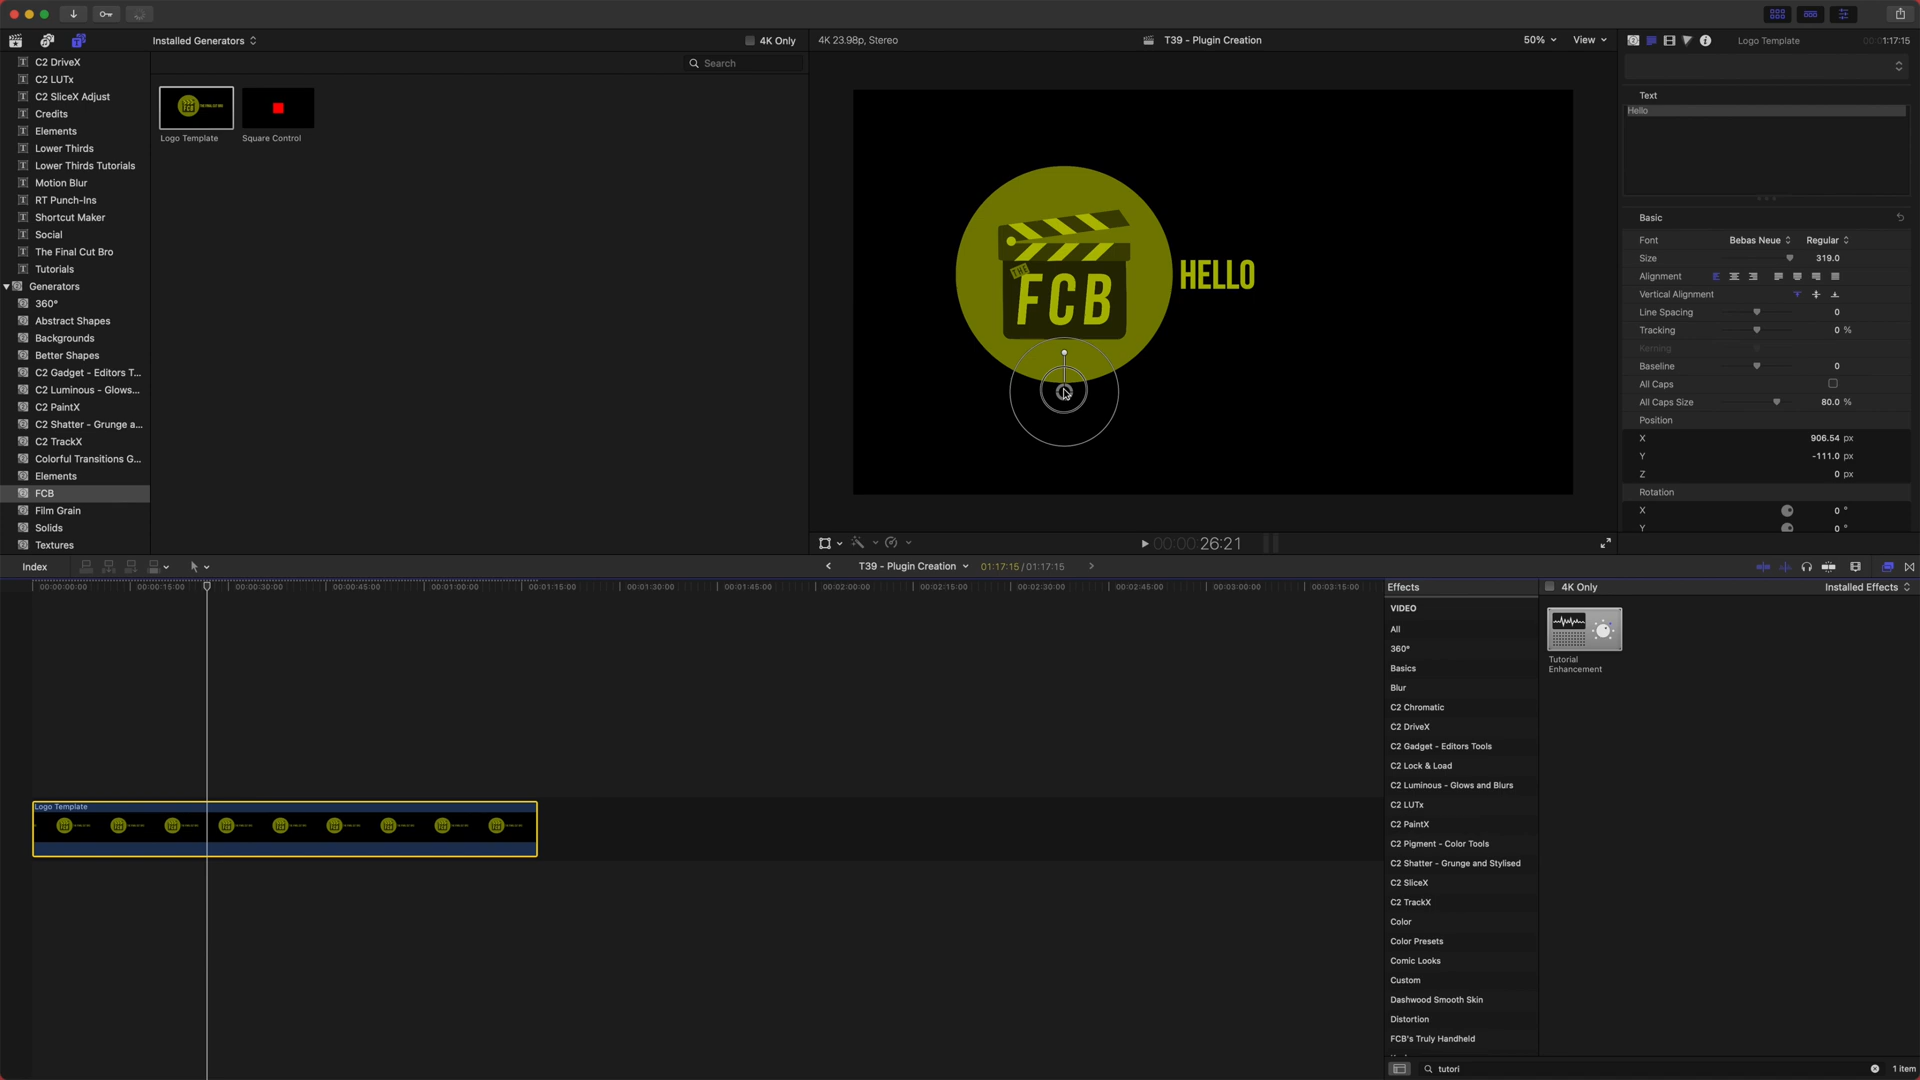 Installed Generators
4K Only
4K 23.98p, Stereo
T39 - Plugin Creation
50%
View
Logo Template
00:01:17:15
C2 DriveX
C2 LUTx
C2 SliceX Adjust
Credits
Elements
Lower Thirds
Lower Thirds Tutorials
Motion Blur
RT Punch-Ins
Shortcut Maker
Social
The Final Cut Bro
Tutorials
Generators
360°
Abstract Shapes
Backgrounds
Better Shapes
C2 Gadget - Editors T...
C2 Luminous - Glows...
C2 PaintX
C2 Shatter - Grunge a...
C2 TrackX
Colorful Transitions G...
Elements
FCB
Film Grain
Solids
Textures
Search
Logo Template
Square Control
THE
FCB
HELLO
00:00:26:21
Text
Hello
Basic
Font Bebas Neue Regular
Size 319.0
Alignment
Vertical Alignment
Line Spacing 0
Tracking 0 %
Kerning
Baseline 0
All Caps
All Caps Size 80.0 %
Position
X 906.54 px
Y -111.0 px
Z 0 px
Rotation
X 0 °
Y 0 °
Index
T39 - Plugin Creation
01:17:15 / 01:17:15
00:00:00:00
00:00:15:00
00:00:30:00
00:00:45:00
00:01:00:00
00:01:15:00
00:01:30:00
00:01:45:00
00:02:00:00
00:02:15:00
00:02:30:00
00:02:45:00
00:03:00:00
00:03:15:00
Logo Template
Effects
4K Only
Installed Effects
VIDEO
All
360°
Basics
Blur
C2 Chromatic
C2 DriveX
C2 Gadget - Editors Tools
C2 Lock & Load
C2 Luminous - Glows and Blurs
C2 LUTx
C2 PaintX
C2 Pigment - Color Tools
C2 Shatter - Grunge and Stylised
C2 SliceX
C2 TrackX
Color
Color Presets
Comic Looks
Custom
Dashwood Smooth Skin
Distortion
FCB's Truly Handheld
Tutorial
Enhancement
tutori
1 item